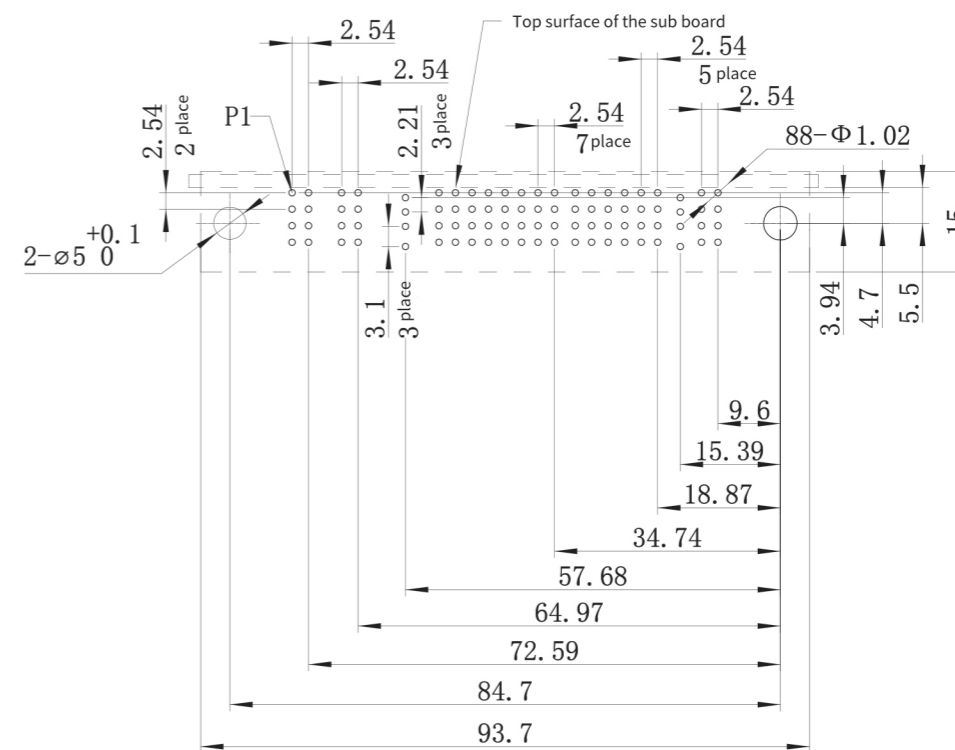 2.54
Top surface of the sub board
2.54
5 place
2.54
2.54
2.54
7 place
2.54
2 place
P1
2.21
3 place
88-Φ1.02
2-⌀5 +0.1 0
3.1
3 place
3.94
4.7
5.5
15
9.6
15.39
18.87
34.74
57.68
64.97
72.59
84.7
93.7